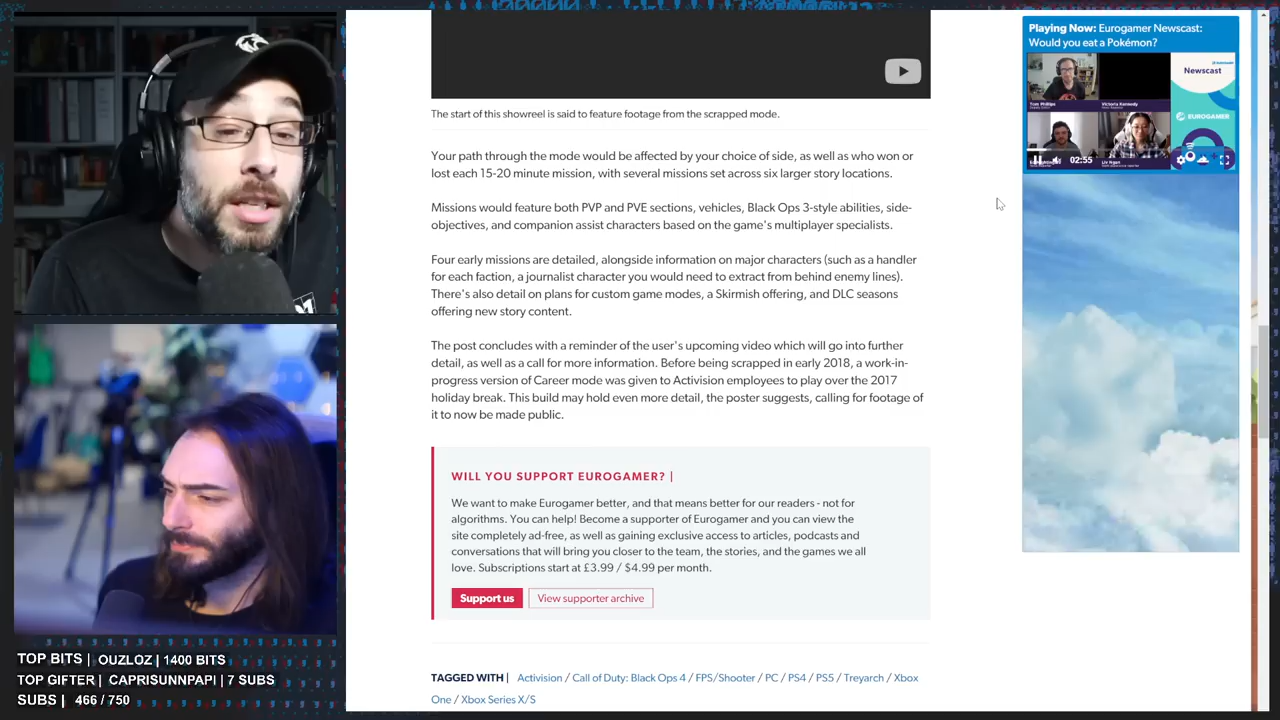 Playing Now: Eurogamer Newscast:
Would you eat a Pokémon?
Newscast
Tom Phillips
Victoria Kennedy
EUROGAMER
02:55
Liv Ngan
The start of this showreel is said to feature footage from the scrapped mode.
Your path through the mode would be affected by your choice of side, as well as who won or
lost each 15-20 minute mission, with several missions set across six larger story locations.
Missions would feature both PVP and PVE sections, vehicles, Black Ops 3-style abilities, side-
objectives, and companion assist characters based on the game's multiplayer specialists.
Four early missions are detailed, alongside information on major characters (such as a handler
for each faction, a journalist character you would need to extract from behind enemy lines).
There's also detail on plans for custom game modes, a Skirmish offering, and DLC seasons
offering new story content.
The post concludes with a reminder of the user's upcoming video which will go into further
detail, as well as a call for more information. Before being scrapped in early 2018, a work-in-
progress version of Career mode was given to Activision employees to play over the 2017
holiday break. This build may hold even more detail, the poster suggests, calling for footage of
it to now be made public.
WILL YOU SUPPORT EUROGAMER? |
We want to make Eurogamer better, and that means better for our readers - not for
algorithms. You can help! Become a supporter of Eurogamer and you can view the
site completely ad-free, as well as gaining exclusive access to articles, podcasts and
conversations that will bring you closer to the team, the stories, and the games we all
love. Subscriptions start at £3.99 / $4.99 per month.
Support us
View supporter archive
TAGGED WITH | Activision / Call of Duty: Black Ops 4 / FPS/Shooter / PC / PS4 / PS5 / Treyarch / Xbox
One / Xbox Series X/S
TOP BITS | OUZLOZ | 1400 BITS
TOP GIFTER | CAPRISUNNPAPI | 7 SUBS
SUBS | 466 / 750